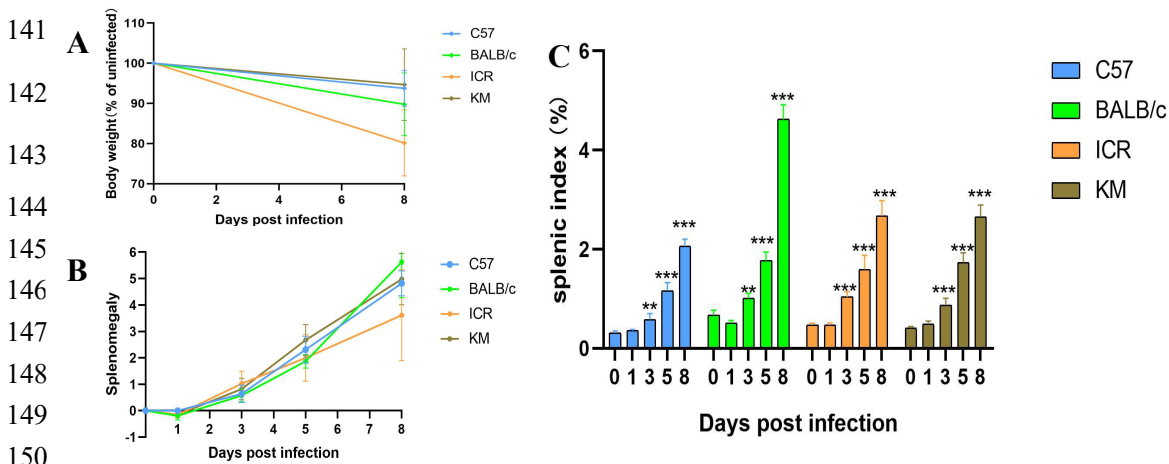 141
142
143
144
145
146
147
148
149
150
A
Body weight(% of uninfected)
110
100
90
80
70
0 2 4 6 8
Days post infection
C57
BALB/c
ICR
KM
B
Splenomegaly
6
5
4
3
2
1
0
-1
1 2 3 4 5 6 7 8
Days post infection
C57
BALB/c
ICR
KM
C
splenic index (%)
6
4
2
0
** *** ***
** *** ***
*** *** ***
*** *** ***
0 1 3 5 8 0 1 3 5 8 0 1 3 5 8 0 1 3 5 8
Days post infection
C57
BALB/c
ICR
KM